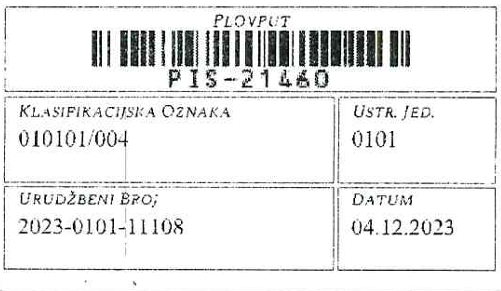 PLOVPUT
PIS-21460
KLASIFIKACIJSKA OZNAKA
010101/004
USTR. JED.
0101
URUDŽBENI BROJ
2023-0101-11108
DATUM
04.12.2023